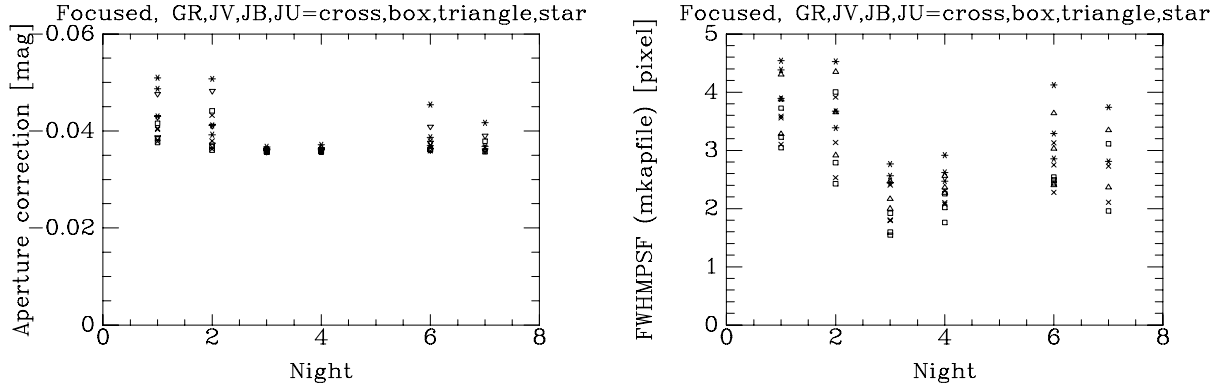 Focused, GR,JV,JB,JU=cross,box,triangle,star
Aperture correction [mag]
-0.06
-0.04
-0.02
0
0 2 4 6 8
Night
Focused, GR,JV,JB,JU=cross,box,triangle,star
FWHMPSF (mkapfile) [pixel]
5
4
3
2
1
0
0 2 4 6 8
Night